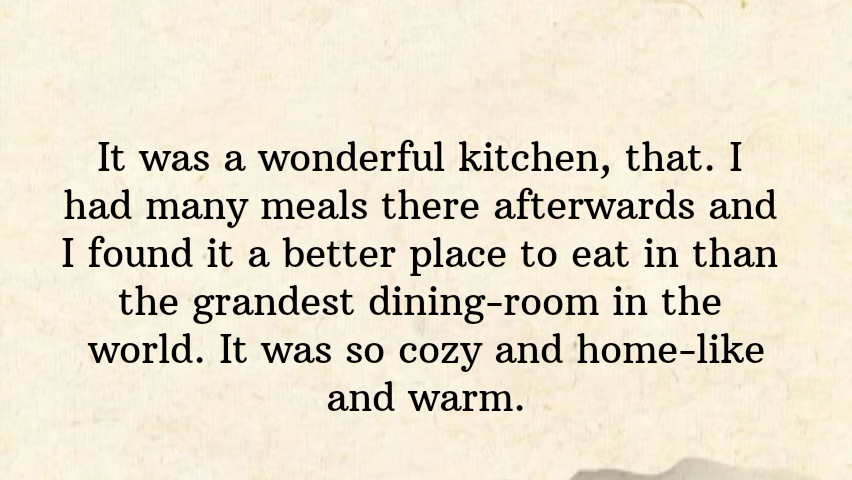 It was a wonderful kitchen, that. I
had many meals there afterwards and
I found it a better place to eat in than
the grandest dining-room in the
world. It was so cozy and home-like
and warm.